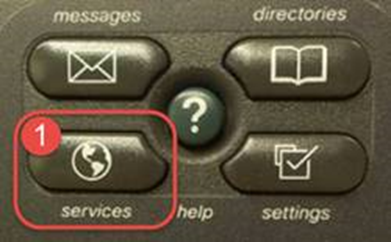 messages directories
?
1
services help settings